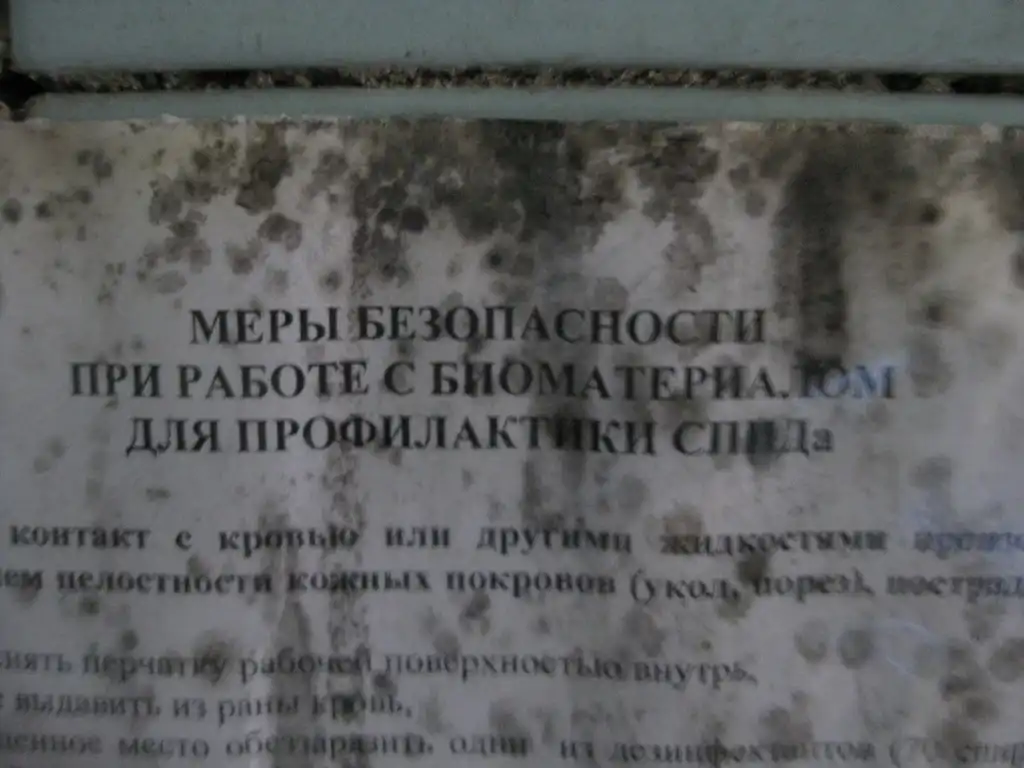 МЕРЫ БЕЗОПАСНОСТИ
ПРИ РАБОТЕ С БИОМАТЕРИАЛОМ
ДЛЯ ПРОФИЛАКТИКИ СПИДа
контакт с кровью или другими жидкостями
целостности кожных покровов (укол, порез),
перчатку рабочей поверхностью внутрь,
выдавить из раны кровь,
место обеззаразить одним из дезинфектантов (70